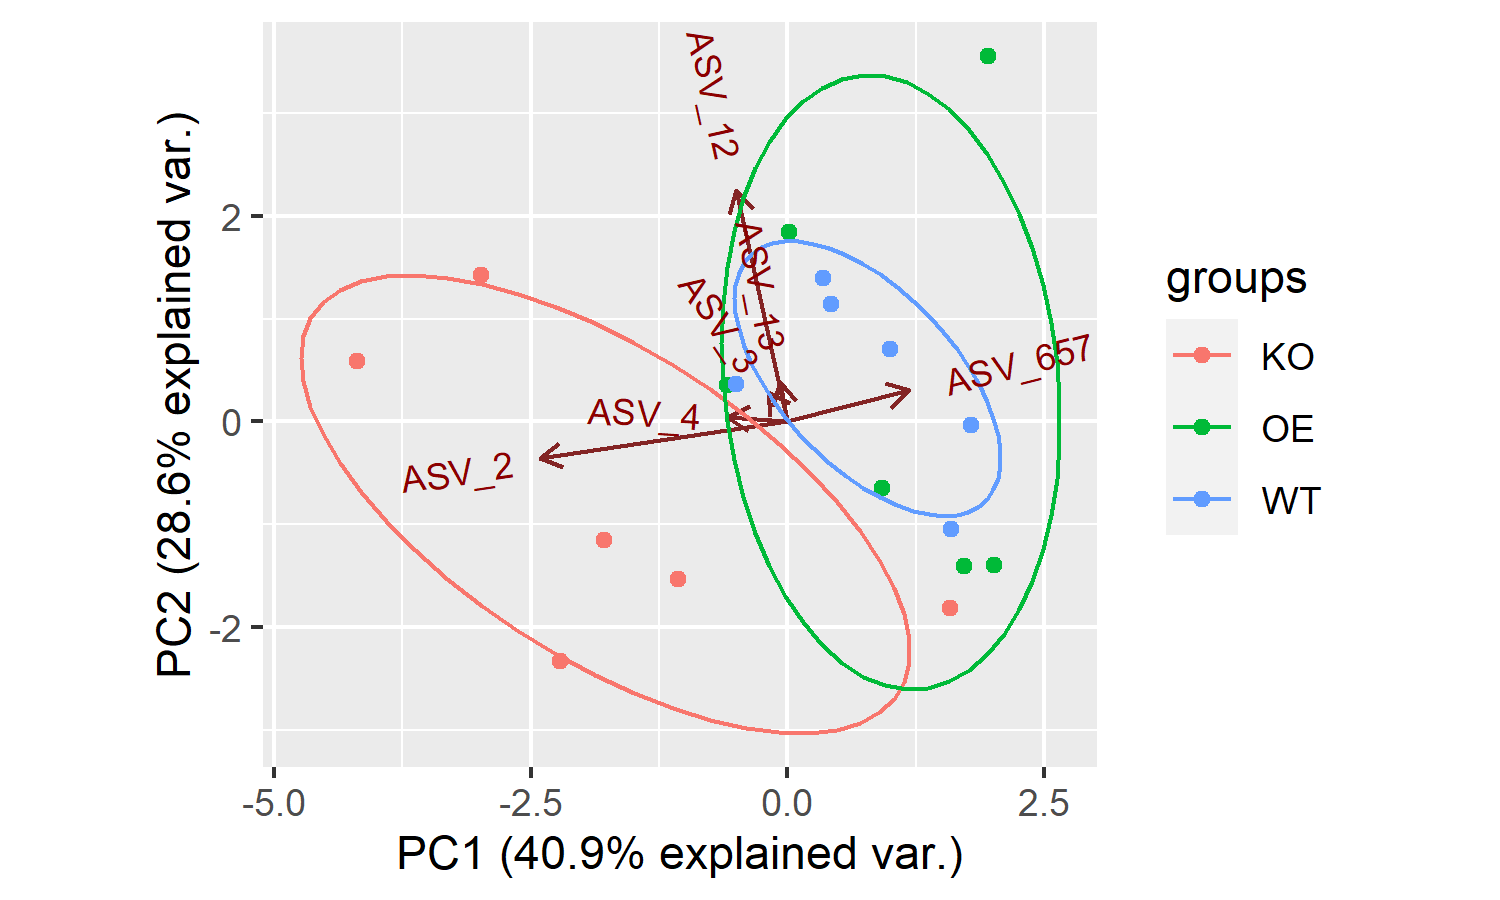 ASV_12
ASV_13
ASV_3
ASV_657
ASV_4
ASV_2
2
0
-2
PC2 (28.6% explained var.)
-5.0
-2.5
0.0
2.5
PC1 (40.9% explained var.)
groups
KO
OE
WT